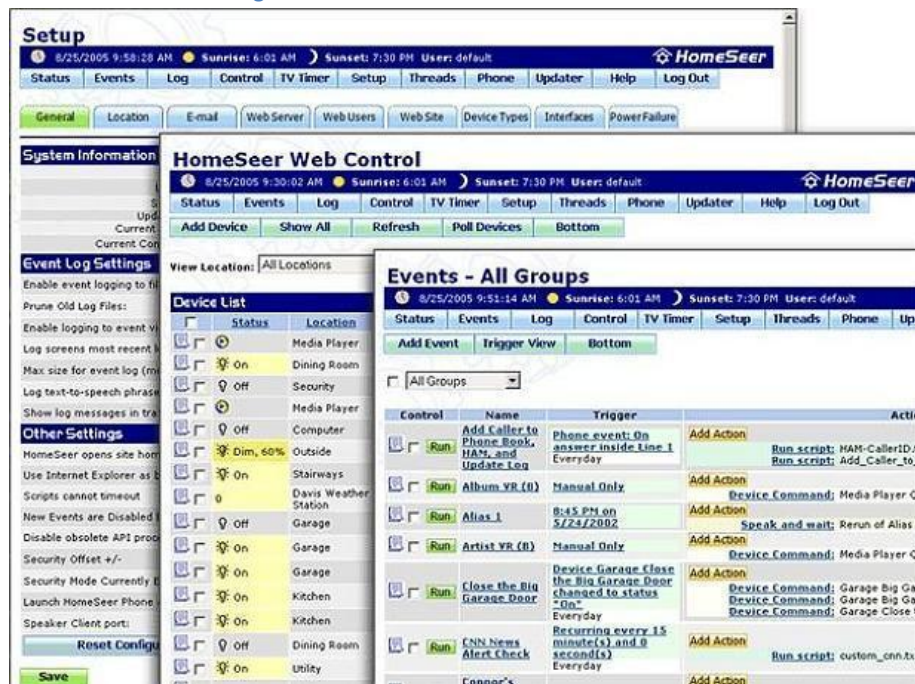 Setup
8/25/2005 9:58:28 AM Sunrise: 6:01 AM Sunset: 7:30 PM User: default HomeSeer
Status Events Log Control TV Timer Setup Threads Phone Updater Help Log Out
General Location E-mail Web Server Web Users Web Site Device Types Interfaces Power Failure
System Information
Current
Current Con
Event Log Settings
Enable event logging to fil
Prune Old Log Files:
Enable logging to event vi
Log screens most recent
Max size for event log (m
Log text-to-speech phrase
Show log messages in tra
Other Settings
HomeSeer opens site hom
Use Internet Explorer as
Scripts cannot timeout
New Events are Disabled
Disable obsolete API proc
Security Offset +/-
Security Mode Currently
Launch HomeSeer Phone
Speaker Client port:
Reset Configu
Save
HomeSeer Web Control
8/25/2005 9:30:02 AM Sunrise: 6:01 AM Sunset: 7:30 PM User: default HomeSeer
Status Events Log Control TV Timer Setup Threads Phone Updater Help Log Out
Add Device Show All Refresh Poll Devices Bottom
View Location: All Locations
Device List
Status Location
Media Player
On Dining Room
Off Security
Media Player
Off Computer
Dim, 60% Outside
On Stairways
0 Davis Weather
Station
Off Garage
On Garage
On Garage
On Kitchen
On Kitchen
Off Dining Room
On Utility
Events - All Groups
8/25/2005 9:51:14 AM Sunrise: 6:01 AM Sunset: 7:30 PM User: default
Status Events Log Control TV Timer Setup Threads Phone Up
Add Event Trigger View Bottom
All Groups
Control Name Trigger Acti
Run Add Caller to
Phone Book,
HAM, and
Update Log
Phone event: On
answer inside Line 1
Everyday
Add Action
Run script: HAM-CallerID.
Run script: Add_Caller_to
Run Album VR (8) Manual Only Add Action
Device Command: Media Player
Run Alias 1 8:45 PM on
5/24/2002
Add Action
Speak and wait: Rerun of Alias
Run Artist VR (8) Manual Only Add Action
Device Command: Media Player
Run Close the Big
Garage Door
Device Garage Close
the Big Garage Door
changed to status
"On"
Everyday
Add Action
Device Command: Garage Big Ga
Device Command: Garage Big Ga
Device Command: Garage Close
Run CNN News
Alert Check
Recurring every 15
minute(s) and 0
second(s)
Everyday
Add Action
Run script: custom_cnn.tx
Connor's
Add Action